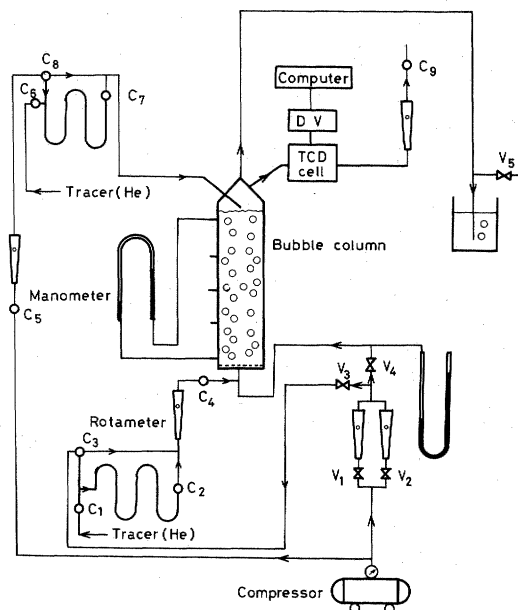 C8
C6
C7
Tracer(He)
Computer
D V
TCD
cell
C9
V5
Bubble column
Manometer
C5
C4
Rotameter
V3
V4
C3
C1
C2
Tracer(He)
V1
V2
Compressor